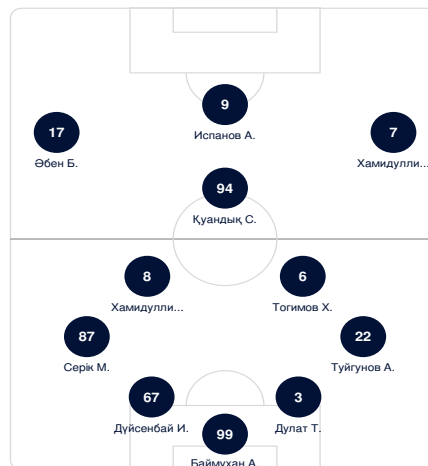 9
Испанов А.
17
Әбен Б.
7
Хамидулли...
94
Қуандық С.
8
Хамидулли...
6
Тогимов Х.
87
Серік М.
22
Туйгунов А.
67
Дүйсенбай И.
3
Дулат Т.
99
Баймухан А